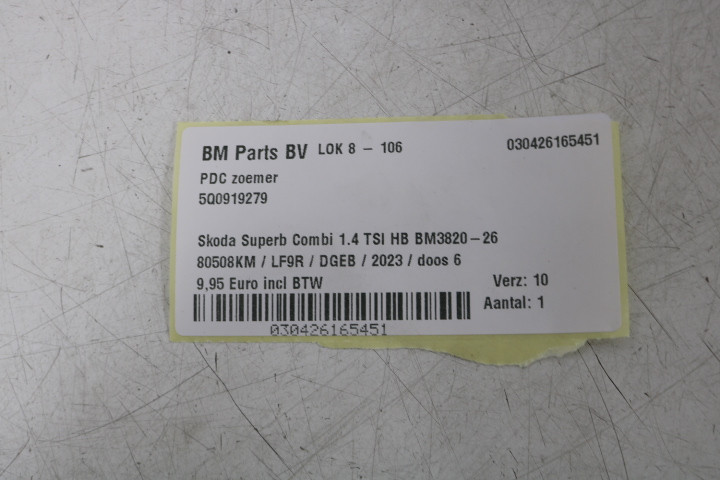 BM Parts BV LOK 8 - 106 030426165451
PDC zoemer
5Q0919279
Skoda Superb Combi 1.4 TSI HB BM3820-26
80508KM / LF9R / DGEB / 2023 / doos 6
9,95 Euro incl BTW Verz: 10
Aantal: 1
030426165451